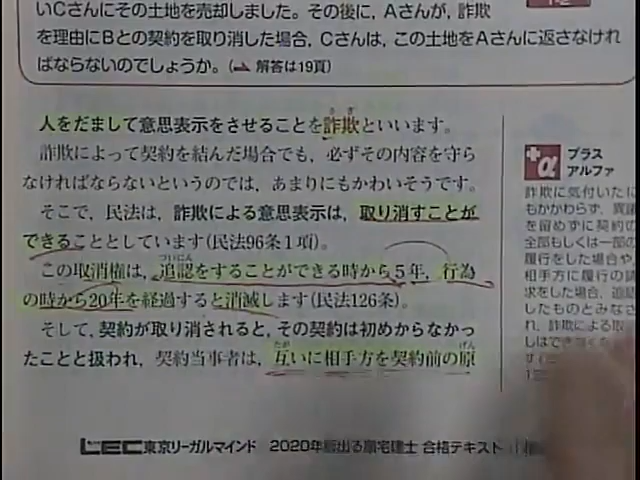 いCさんにその土地を売却しました。その後に，Aさんが，詐欺
を理由にBとの契約を取り消した場合，Cさんは，この土地をAさんに返さなけれ
ばならないのでしょうか。(➡ 解答は19頁)
人をだまして意思表示をさせることを詐欺といいます。
詐欺によって契約を結んだ場合でも，必ずその内容を守ら
なければならないというのでは，あまりにもかわいそうです。
そこで，民法は，詐欺による意思表示は，取り消すことが
できることとしています(民法96条1項)。
この取消権は，追認をすることができる時から5年，行為
の時から20年を経過すると消滅します(民法126条)。
そして，契約が取り消されると，その契約は初めからなかっ
たことと扱われ，契約当事者は，互いに相手方を契約前の原
+α プラス
アルファ
詐欺に気付いたに
もかかわらず，異議
を留めずに契約の
全部もしくは一部の
履行をした場合や，
相手方に履行の請
求をした場合，追認
したものとみなさ
れ，詐欺による取
しは
LEC東京リーガルマインド 2020年版出る順宅建士 合格テキスト